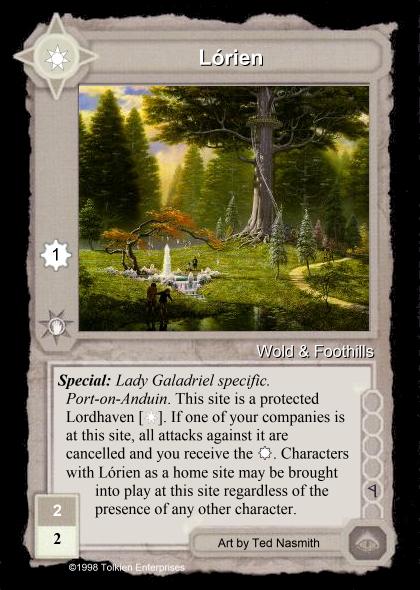 Lórien
1
Wold & Foothills
Special: Lady Galadriel specific.
Port-on-Anduin. This site is a protected
Lordhaven [ ]. If one of your companies is
at this site, all attacks against it are
cancelled and you receive the . Characters
with Lórien as a home site may be brought
into play at this site regardless of the
presence of any other character.
2
2
Art by Ted Nasmith
©1998 Tolkien Enterprises